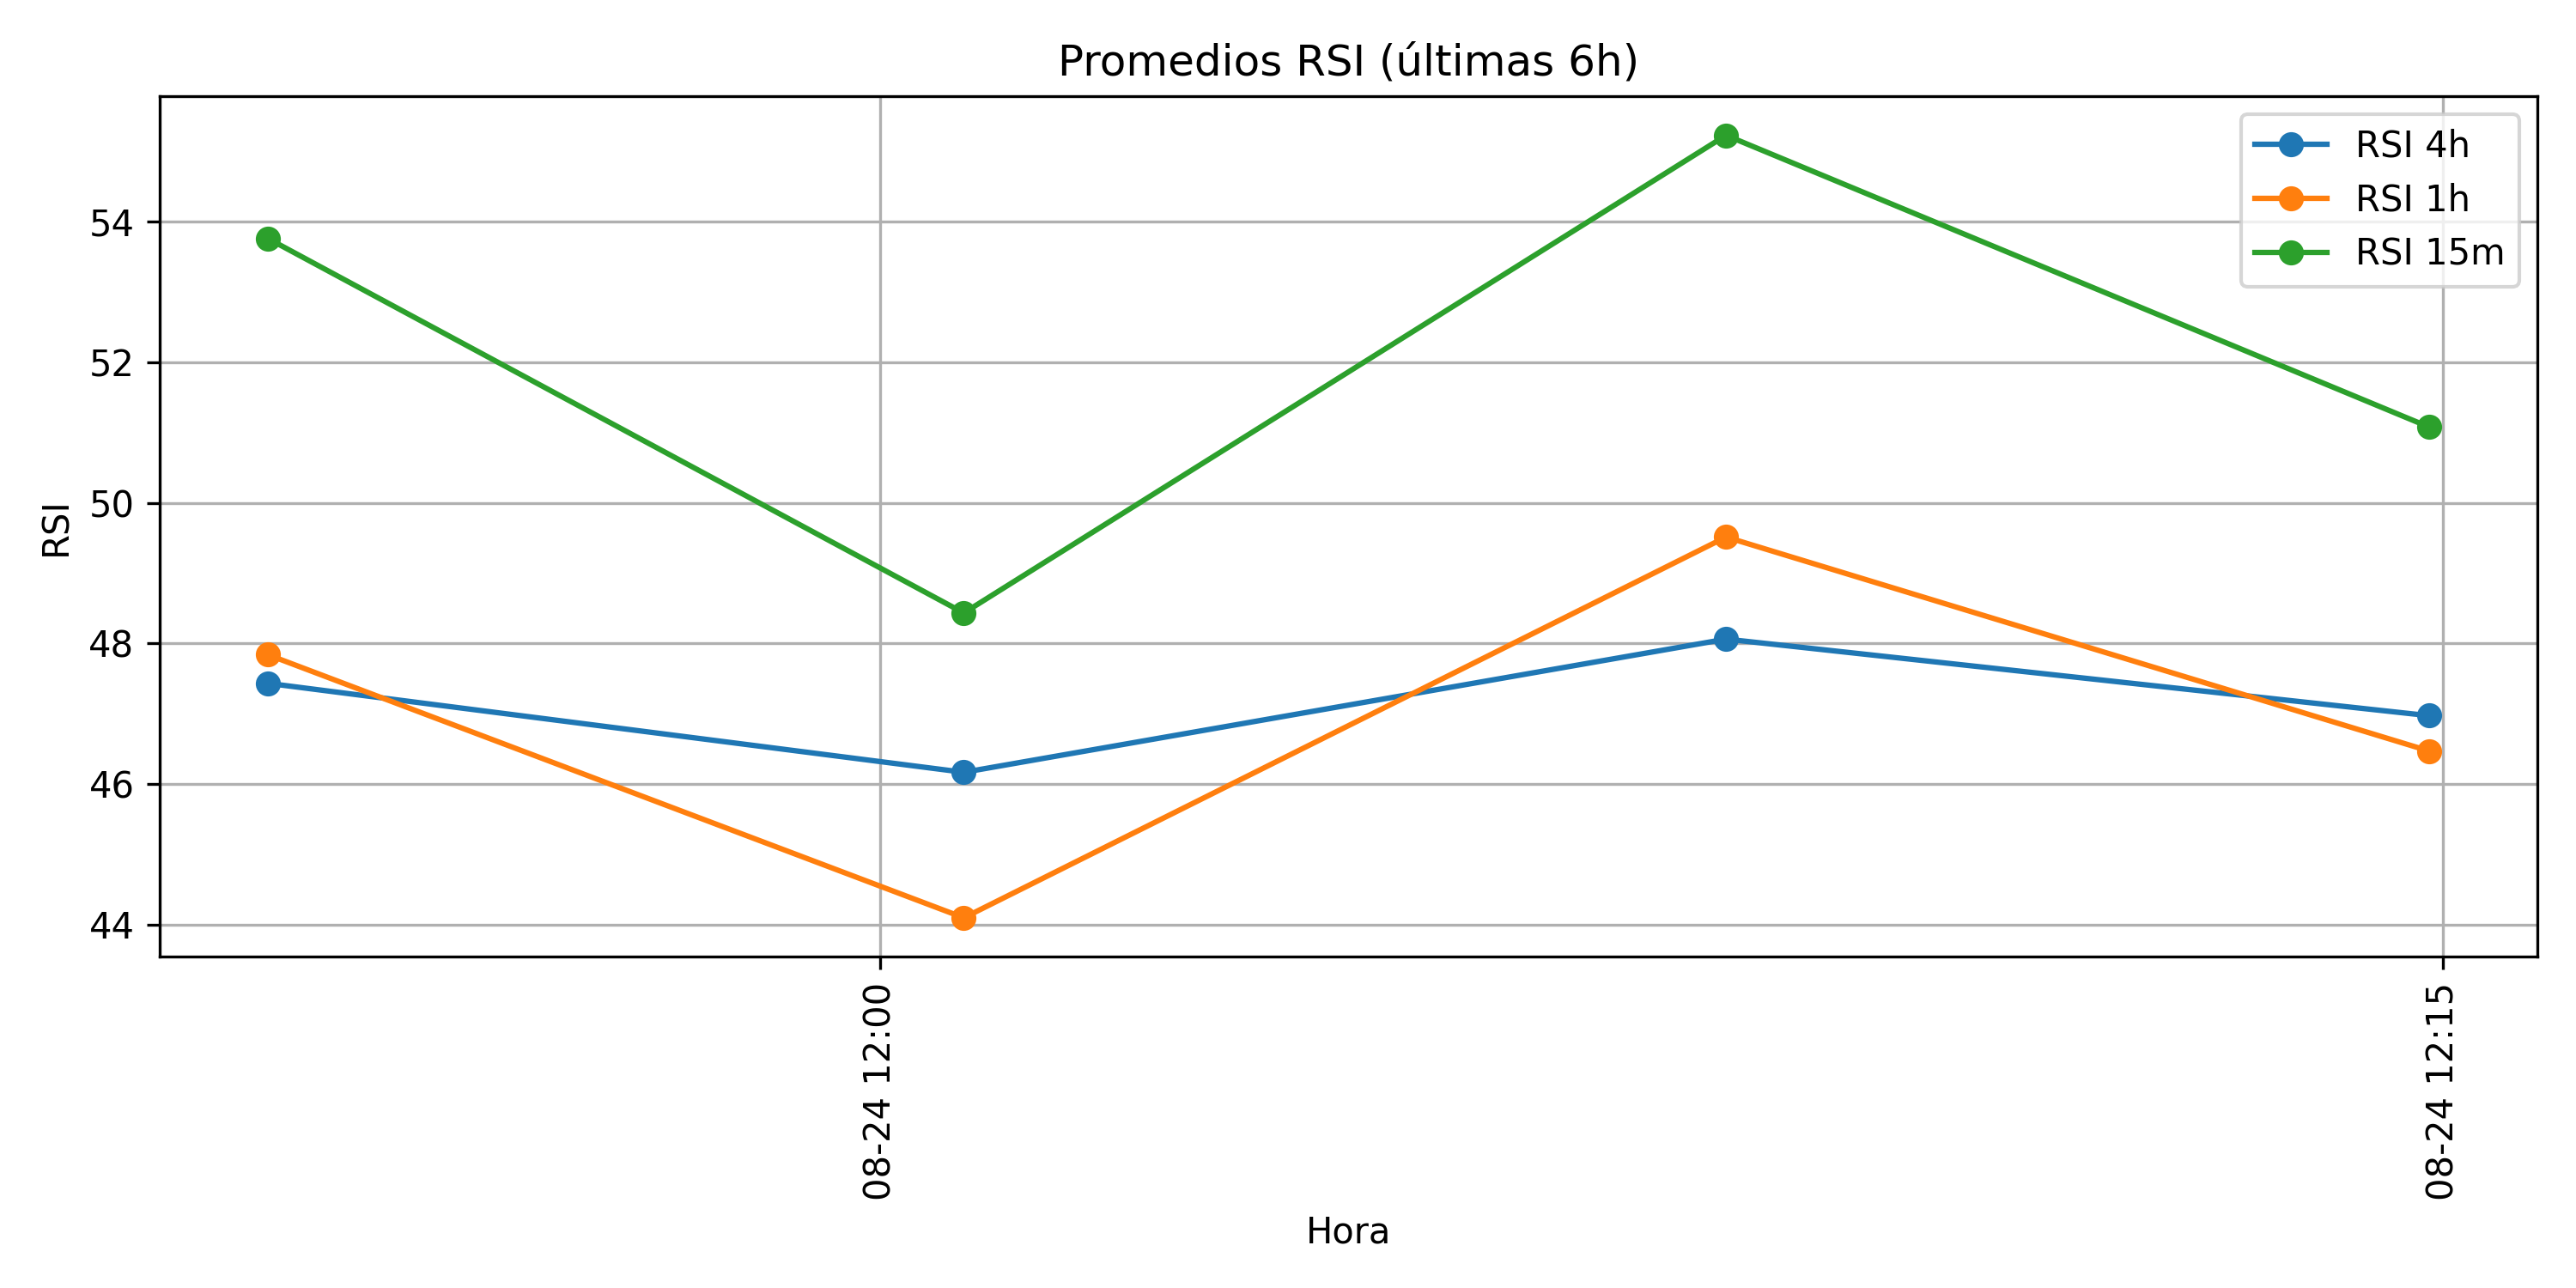 Promedios RSI (últimas 6h)
RSI 4h
RSI 1h
RSI 15m
RSI
54
52
50
48
46
44
08-24 12:00
08-24 12:15
Hora